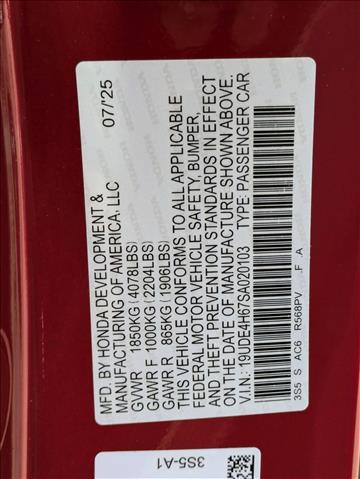 MFD. BY HONDA DEVELOPMENT &
MANUFACTURING OF AMERICA, LLC 07/'25
GVWR 1850KG (4078LBS)
GAWR F 1000KG (2204LBS)
GAWR R 865KG (1906LBS)
THIS VEHICLE CONFORMS TO ALL APPLICABLE
FEDERAL MOTOR VEHICLE SAFETY, BUMPER,
& THEFT PREVENTION STANDARDS IN EFFECT
ON THE DATE OF MANUFACTURE SHOWN ABOVE.
V.I.N: 19UDE4H67SA020103 TYPE: PASSENGER CAR
3S5 S AC6 R568PV .F .A
3S5-A1